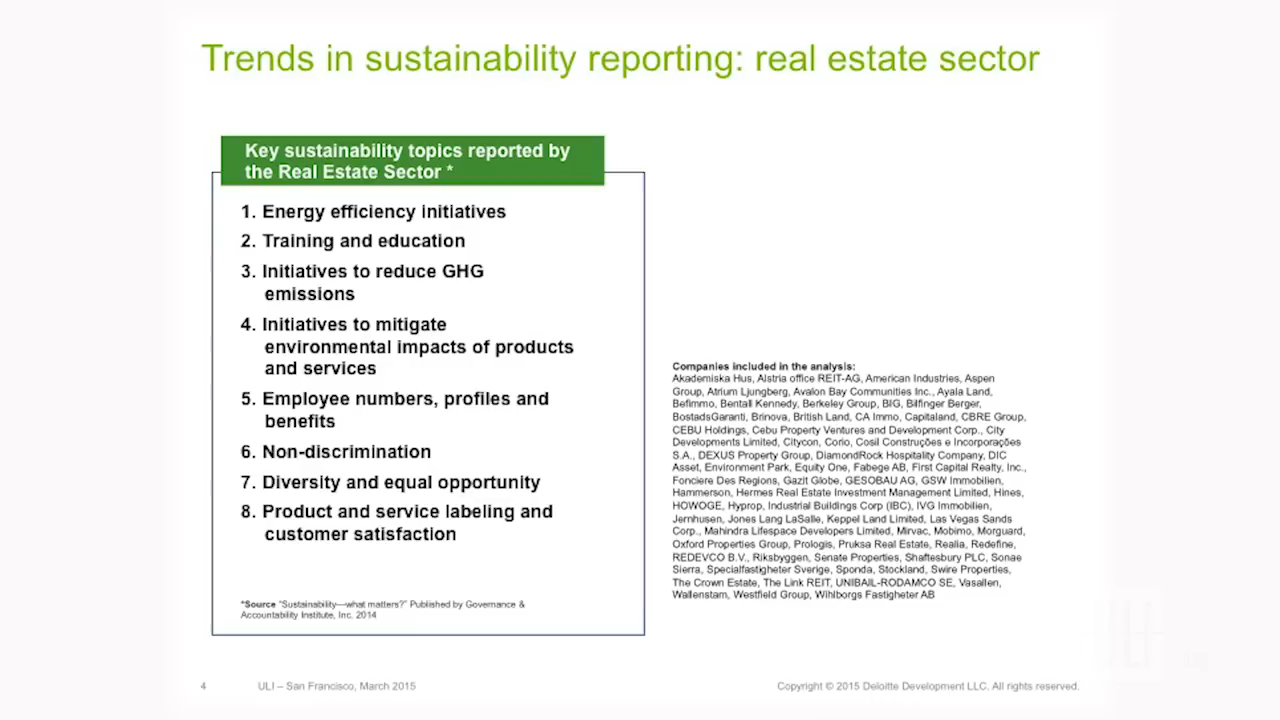 Trends in sustainability reporting: real estate sector
Key sustainability topics reported by
the Real Estate Sector *
1. Energy efficiency initiatives
2. Training and education
3. Initiatives to reduce GHG
emissions
4. Initiatives to mitigate
environmental impacts of products
and services
5. Employee numbers, profiles and
benefits
6. Non-discrimination
7. Diversity and equal opportunity
8. Product and service labeling and
customer satisfaction
*Source "Sustainability—what matters?" Published by Governance &
Accountability Institute, Inc. 2014
Companies included in the analysis:
Akademiska Hus, Alstria office REIT-AG, American Industries, Aspen
Group, Atrium Ljungberg, Avalon Bay Communities Inc., Ayala Land,
Befimmo, Bentall Kennedy, Berkeley Group, BIG, Bilfinger Berger,
BostadsGaranti, Brinova, British Land, CA Immo, Capitaland, CBRE Group,
CEBU Holdings, Cebu Property Ventures and Development Corp., City
Developments Limited, Citycon, Corio, Cosil Construções e Incorporações
S.A., DEXUS Property Group, DiamondRock Hospitality Company, DIC
Asset, Environment Park, Equity One, Fabege AB, First Capital Realty, Inc.,
Fonciere Des Regions, Gazit Globe, GESOBAU AG, GSW Immobilien,
Hammerson, Hermes Real Estate Investment Management Limited, Hines,
HOWOGE, Hyprop, Industrial Buildings Corp (IBC), IVG Immobilien,
Jernhusen, Jones Lang LaSalle, Keppel Land Limited, Las Vegas Sands
Corp., Mahindra Lifespace Developers Limited, Mirvac, Mobimo, Morguard,
Oxford Properties Group, Prologis, Pruksa Real Estate, Realia, Redefine,
REDEVCO B.V., Riksbyggen, Senate Properties, Shaftesbury PLC, Sonae
Sierra, Specialfastigheter Sverige, Sponda, Stockland, Swire Properties,
The Crown Estate, The Link REIT, UNIBAIL-RODAMCO SE, Vasallen,
Wallenstam, Westfield Group, Wihlborgs Fastigheter AB
ULI
4 ULI – San Francisco, March 2015 Copyright © 2015 Deloitte Development LLC. All rights reserved.